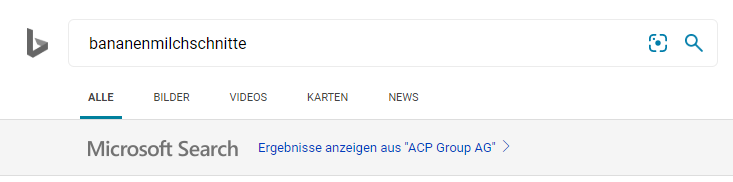 bananenmilchschnitte
ALLE BILDER VIDEOS KARTEN NEWS
Microsoft Search Ergebnisse anzeigen aus "ACP Group AG"